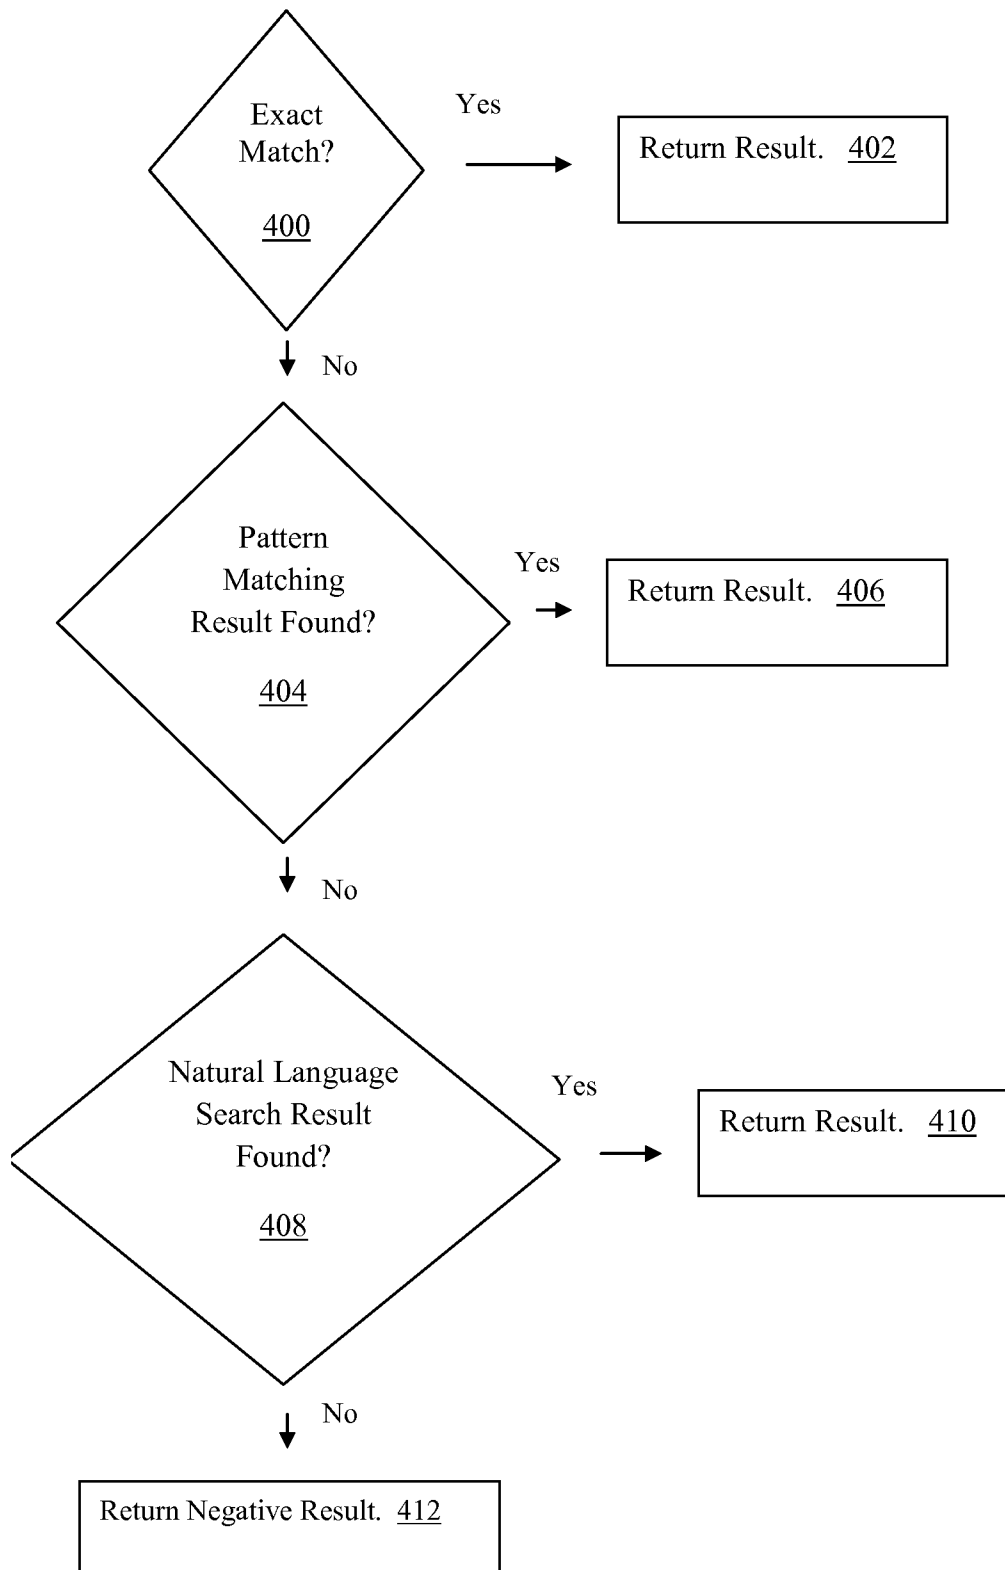 Exact
Match?
400
Yes
Return Result. 402
No
Pattern
Matching
Result Found?
404
Yes
Return Result. 406
No
Natural Language
Search Result
Found?
408
Yes
Return Result. 410
No
Return Negative Result. 412